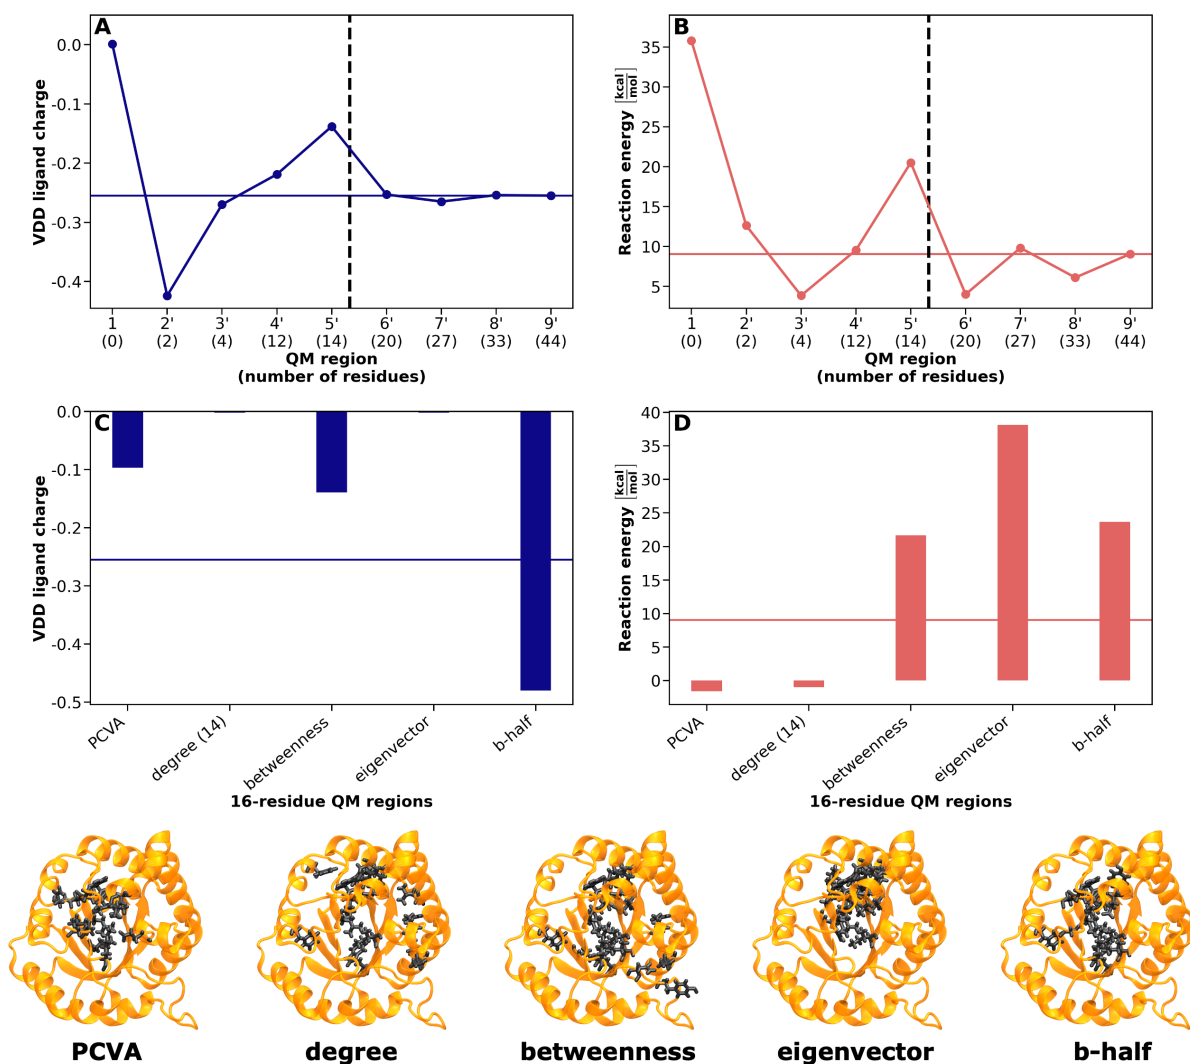 A
VDD ligand charge
0.0
-0.1
-0.2
-0.3
-0.4
1 2' 3' 4' 5' 6' 7' 8' 9'
(0) (2) (4) (12) (14) (20) (27) (33) (44)
QM region
(number of residues)
B
Reaction energy [kcal/mol]
35
30
25
20
15
10
5
1 2' 3' 4' 5' 6' 7' 8' 9'
(0) (2) (4) (12) (14) (20) (27) (33) (44)
QM region
(number of residues)
C
VDD ligand charge
0.0
-0.1
-0.2
-0.3
-0.4
-0.5
PCVA
degree (14)
betweenness
eigenvector
b-half
16-residue QM regions
D
Reaction energy [kcal/mol]
40
35
30
25
20
15
10
5
0
PCVA
degree (14)
betweenness
eigenvector
b-half
16-residue QM regions
PCVA degree betweenness eigenvector b-half